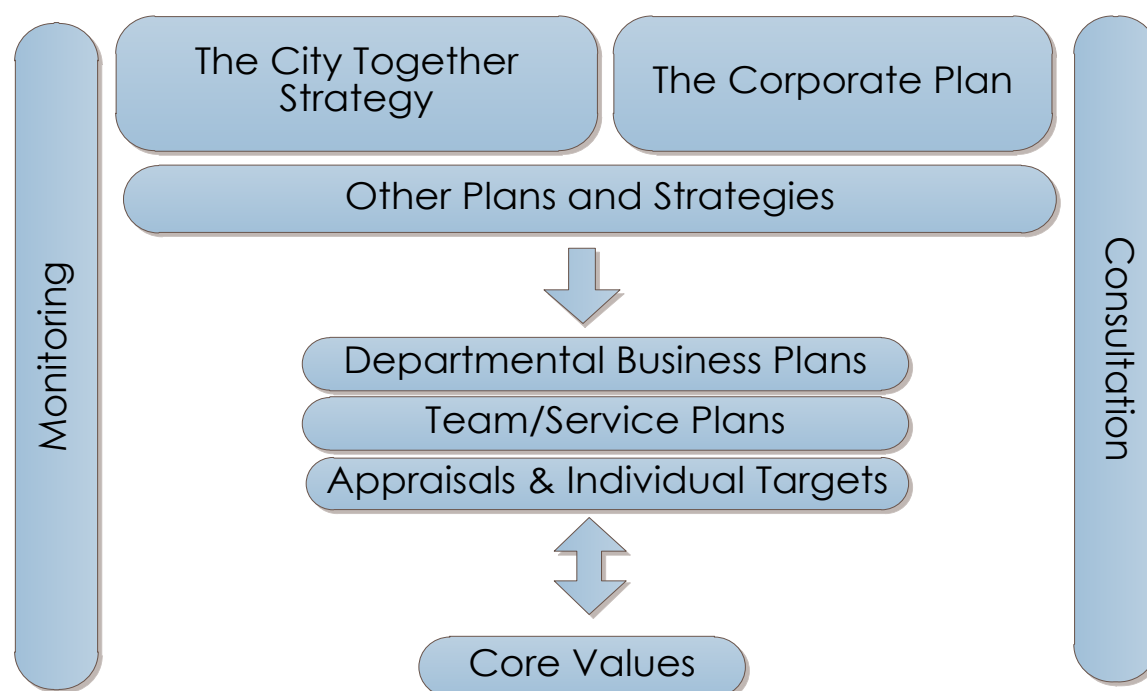 The City Together
Strategy
The Corporate Plan
Other Plans and Strategies
Monitoring
Consultation
Departmental Business Plans
Team/Service Plans
Appraisals & Individual Targets
Core Values